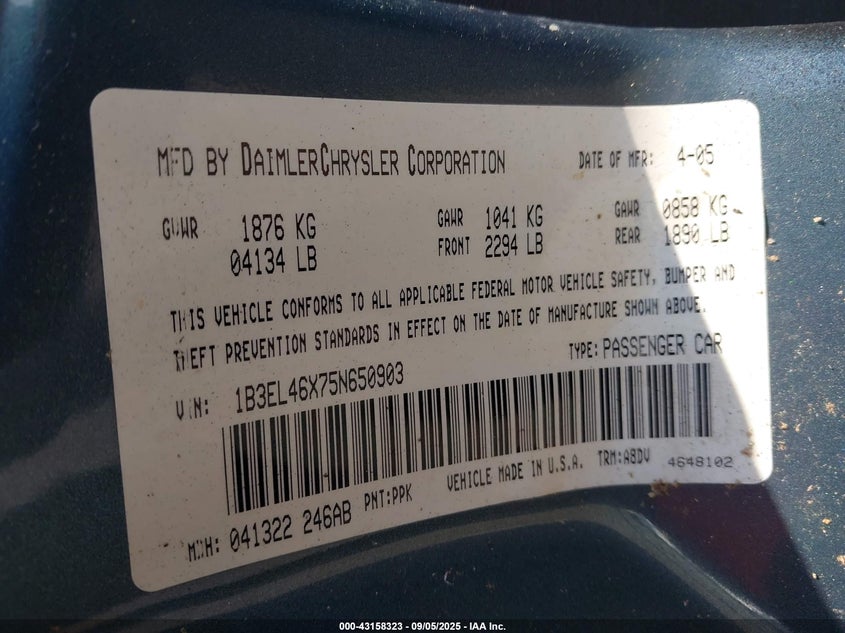 MFD BY DAIMLERCHRYSLER CORPORATION DATE OF MFR: 4-05
GVWR 1876 KG GAWR 1041 KG GAWR 0858 KG
04134 LB FRONT 2294 LB REAR 1890 LB
THIS VEHICLE CONFORMS TO ALL APPLICABLE FEDERAL MOTOR VEHICLE SAFETY, BUMPER AND
THEFT PREVENTION STANDARDS IN EFFECT ON THE DATE OF MANUFACTURE SHOWN ABOVE.
VIN: 1B3EL46X75N650903 TYPE: PASSENGER CAR
MDH: 041322 246AB PNT:PPK VEHICLE MADE IN U.S.A. TRM:A8DV 4648102
000-43158323 - 09/05/2025 - IAA Inc.